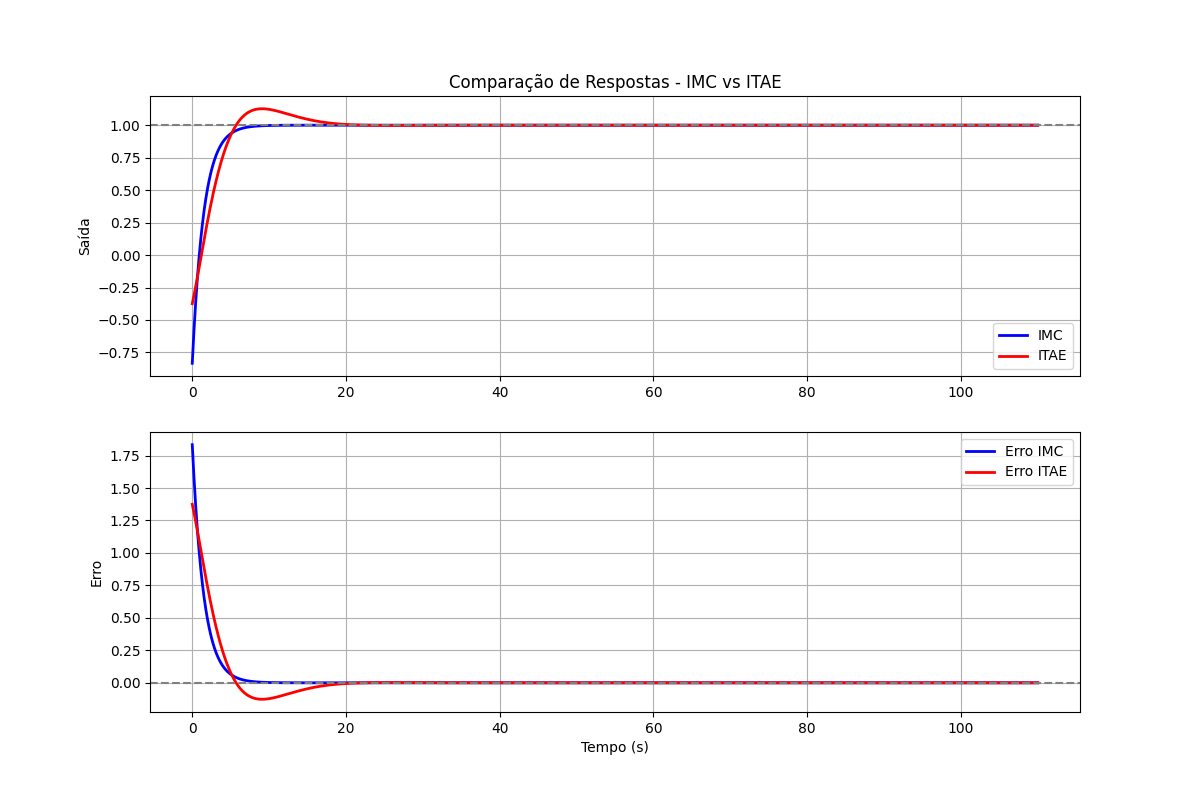 Comparação de Respostas - IMC vs ITAE
1.00
0.75
0.50
0.25
0.00
−0.25
−0.50
−0.75
Saída
IMC
ITAE
0 20 40 60 80 100
1.75
1.50
1.25
1.00
0.75
0.50
0.25
0.00
Erro
Erro IMC
Erro ITAE
0 20 40 60 80 100
Tempo (s)